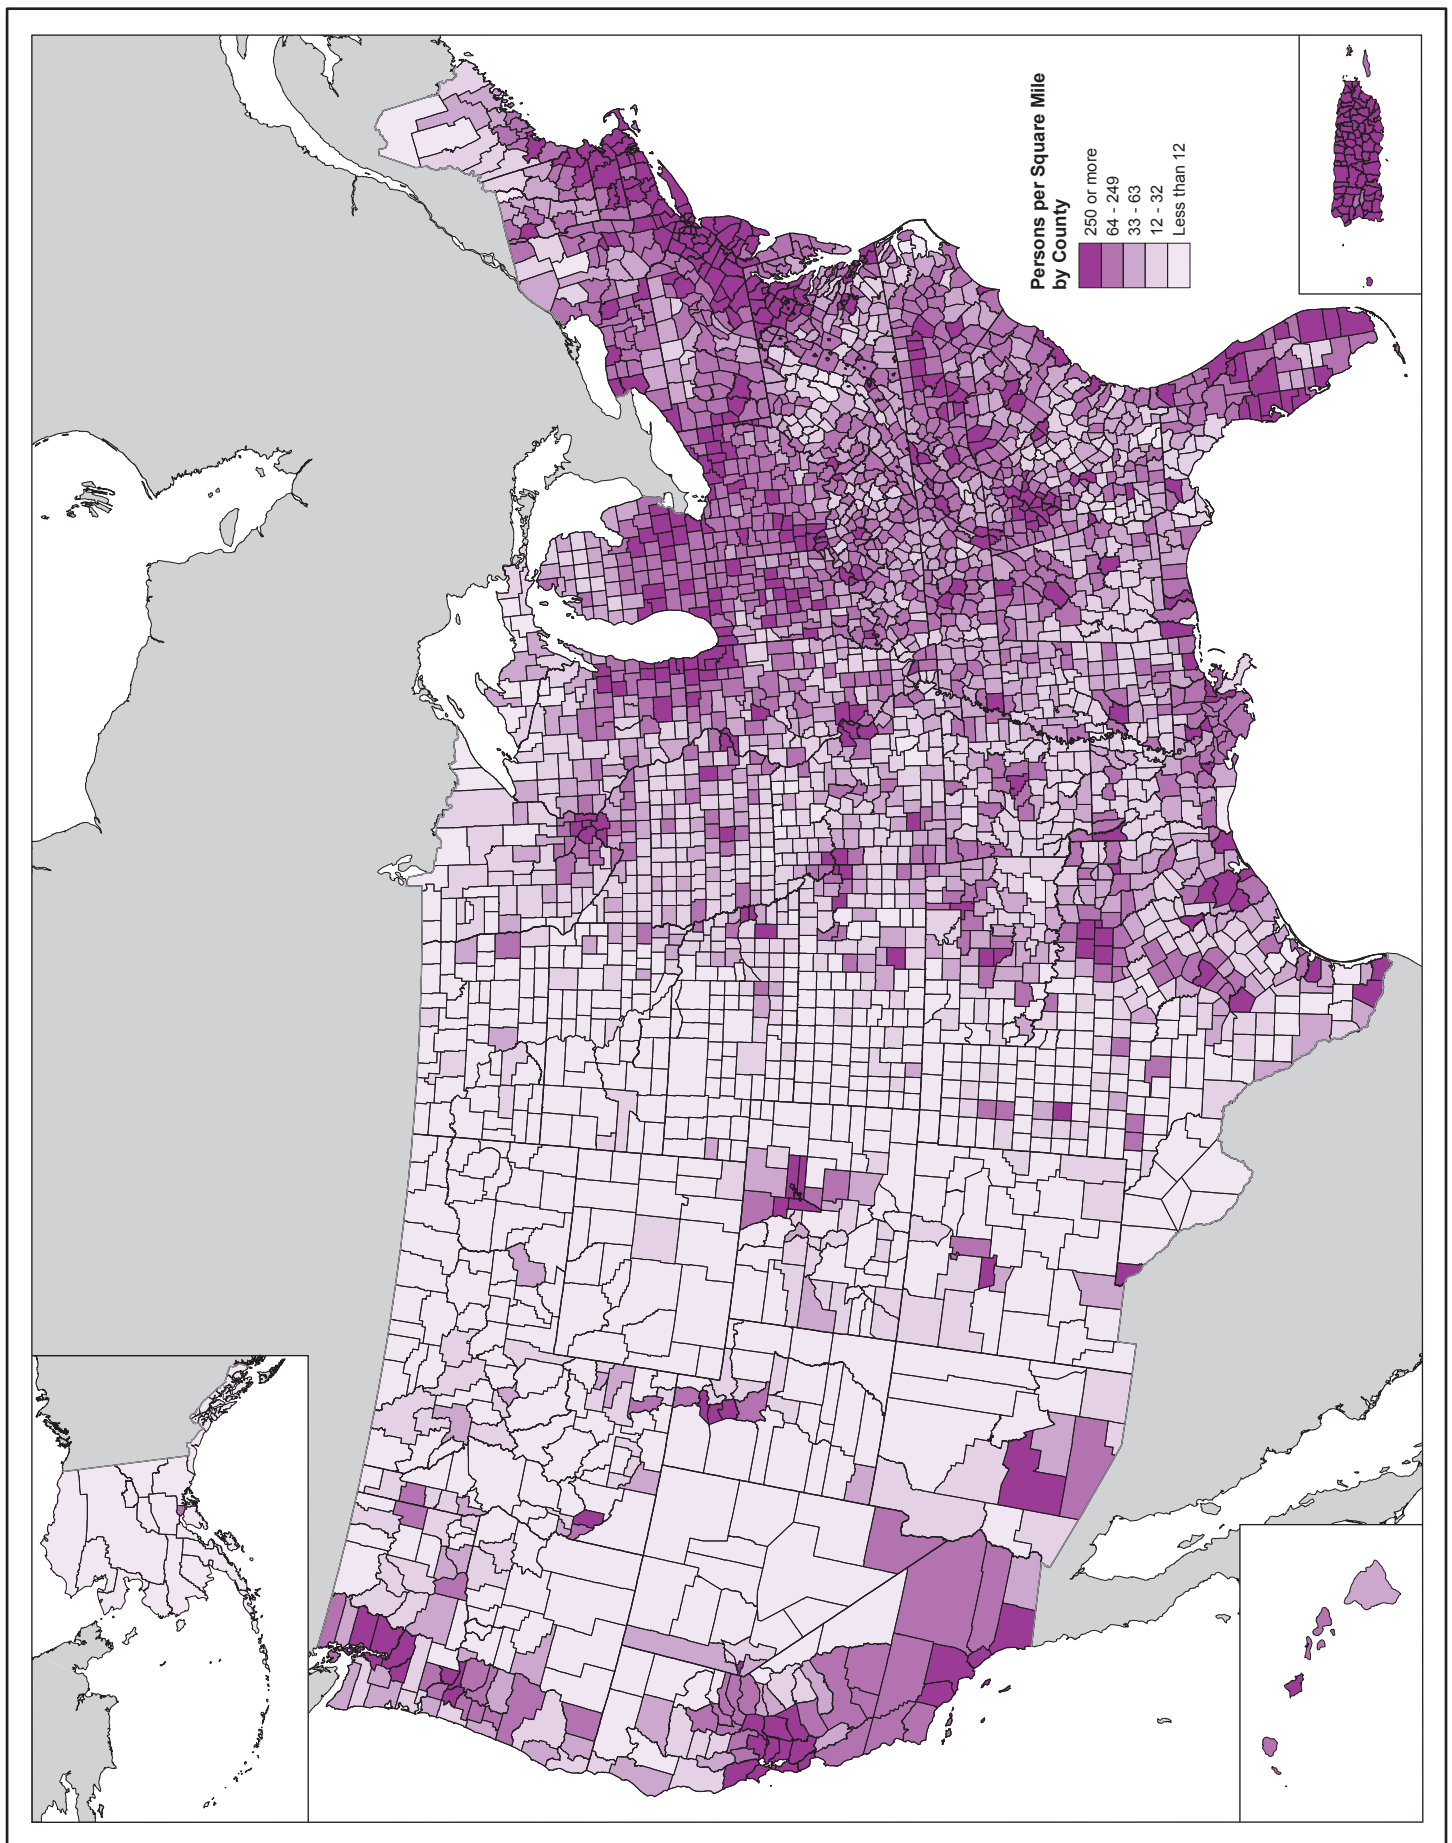 Persons per Square Mile
by County
250 or more
64 - 249
33 - 63
12 - 32
Less than 12